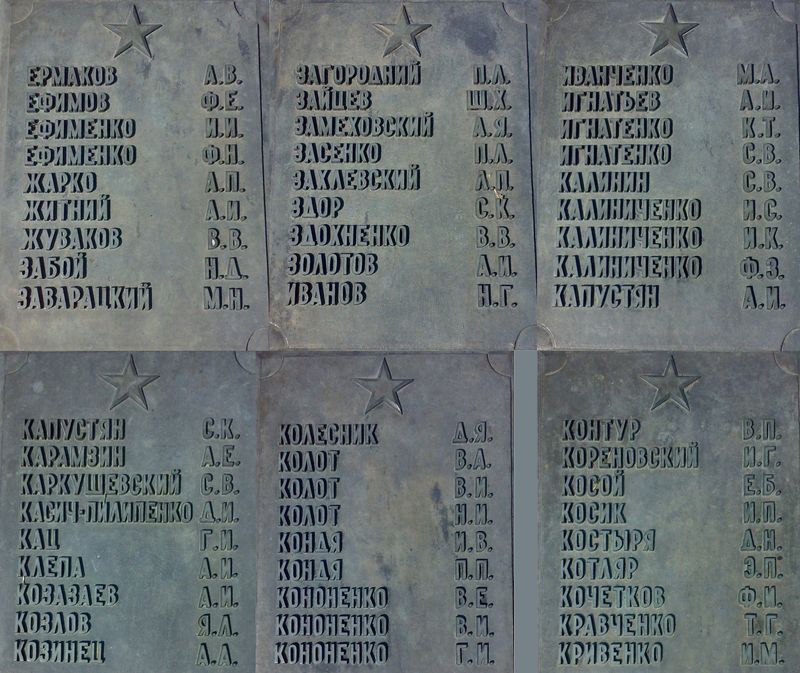 ЕРМАКОВ А.В.
ЕФИМОВ Ф.Е.
ЕФИМЕНКО И.И.
ЕФИМЕНКО Ф.Н.
ЖАРКО А.П.
ЖИТНИЙ А.И.
ЖУВАКОВ В.В.
ЗАБОЙ Н.Д.
ЗАВАРАЦКИЙ М.Н.
ЗАГОРОДНИЙ П.Л.
ЗАЙЦЕВ Ш.Х.
ЗАМЕХОВСКИЙ А.Я.
ЗАСЕНКО П.Л.
ЗАХЛЕВСКИЙ Л.П.
ЗДОР С.К.
ЗДОХНЕНКО В.В.
ЗОЛОТОВ А.И.
ИВАНОВ Н.Г.
ИВАНЧЕНКО М.А.
ИГНАТЬЕВ А.И.
ИГНАТЕНКО К.Т.
ИГНАТЕНКО С.В.
КАЛИНИН С.В.
КАЛИНИЧЕНКО И.С.
КАЛИНИЧЕНКО И.К.
КАЛИНИЧЕНКО Ф.З.
КАПУСТЯН А.И.
КАПУСТЯН С.К.
КАРАМЗИН А.Е.
КАРКУШЕВСКИЙ С.В.
КАСИЧ-ПИЛИПЕНКО Д.И.
КАЦ Г.И.
КЛЕПА А.И.
КОЗАЗАЕВ А.И.
КОЗЛОВ Я.Л.
КОЗИНЕЦ А.А.
КОЛЕСНИК Д.Я.
КОЛОТ В.А.
КОЛОТ В.И.
КОЛОТ Н.И.
КОНДЯ И.В.
КОНДЯ П.П.
КОНОНЕНКО В.Е.
КОНОНЕНКО В.И.
КОНОНЕНКО Г.И.
КОНТУР В.П.
КОРЕНОВСКИЙ И.Г.
КОСОЙ Е.Б.
КОСИК И.П.
КОСТЫРЯ Д.Н.
КОТЛЯР Э.П.
КОЧЕТКОВ Ф.И.
КРАВЧЕНКО Т.Г.
КРИВЕНКО И.М.